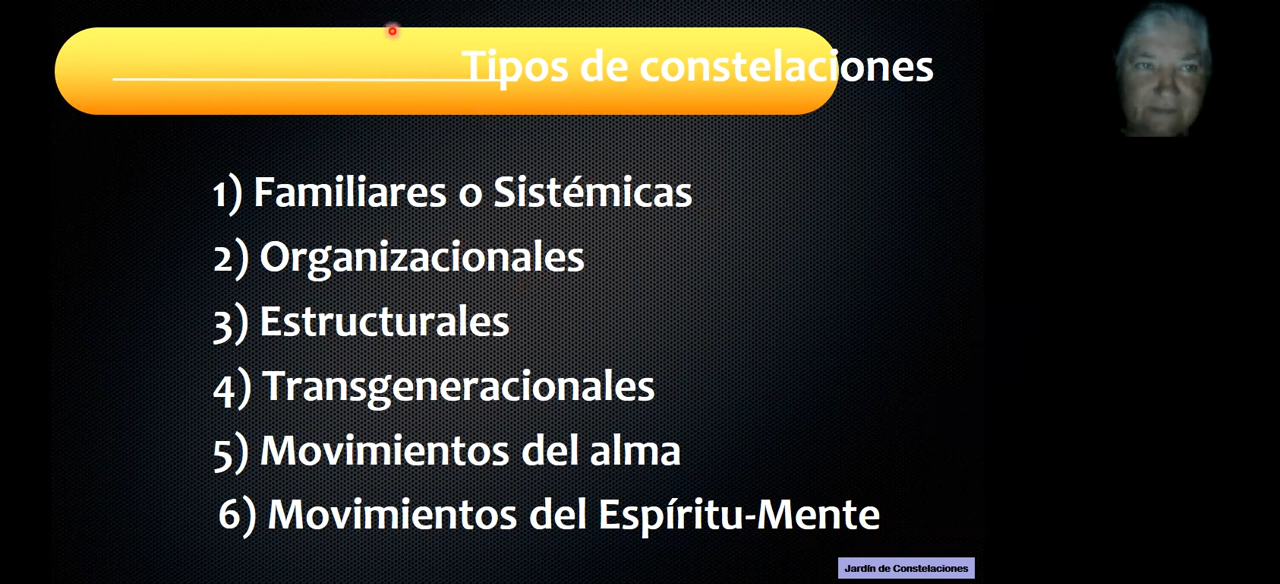 Tipos de constelaciones
1) Familiares o Sistémicas
2) Organizacionales
3) Estructurales
4) Transgeneracionales
5) Movimientos del alma
6) Movimientos del Espíritu-Mente
Jardín de Constelaciones